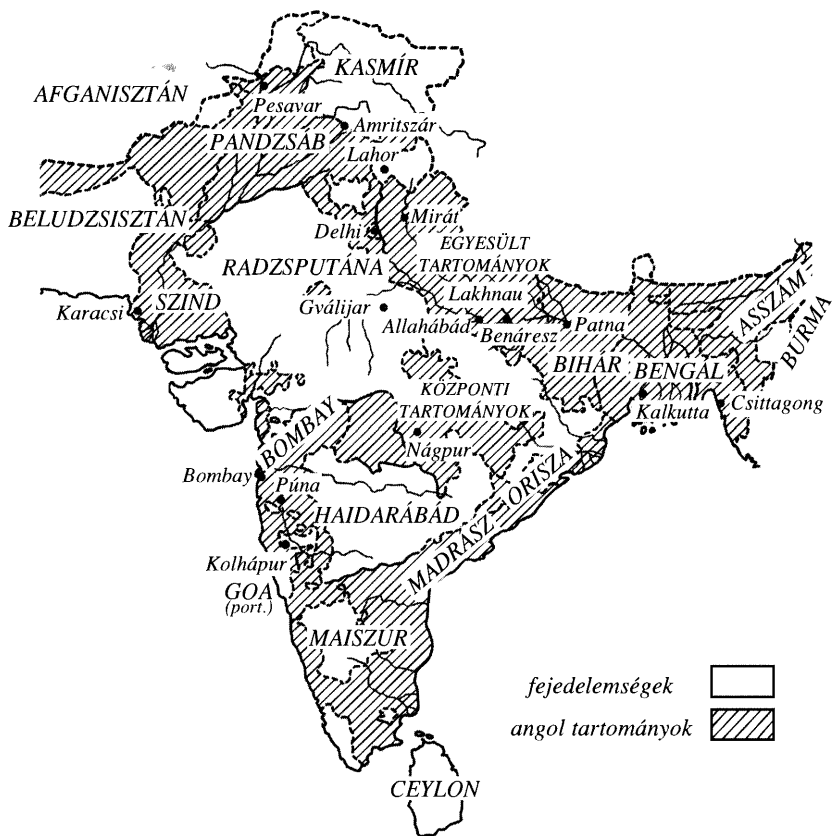 KASMÍR
AFGANISZTÁN
Pesavar
Amritszár
PANDZSÁB
Lahor
BELUDZSISZTÁN
Mirát
Delhi
EGYESÜLT
TARTOMÁNYOK
RADZSPUTÁNA
Lakhnau
ASSZÁM
SZIND
Gválijar
Karacsi
Allahábád
Benáresz
Patna
BURMA
BIHÁR
BENGÁL
KÖZPONTI
TARTOMÁNYOK
Kalkutta
Csittagong
BOMBAY
Nágpur
Bombay
Púna
ORISZA
HAIDARÁBÁD
MADRÁSZ
Kolhápur
GOA
(port.)
MAISZUR
fejedelemségek
angol tartományok
CEYLON